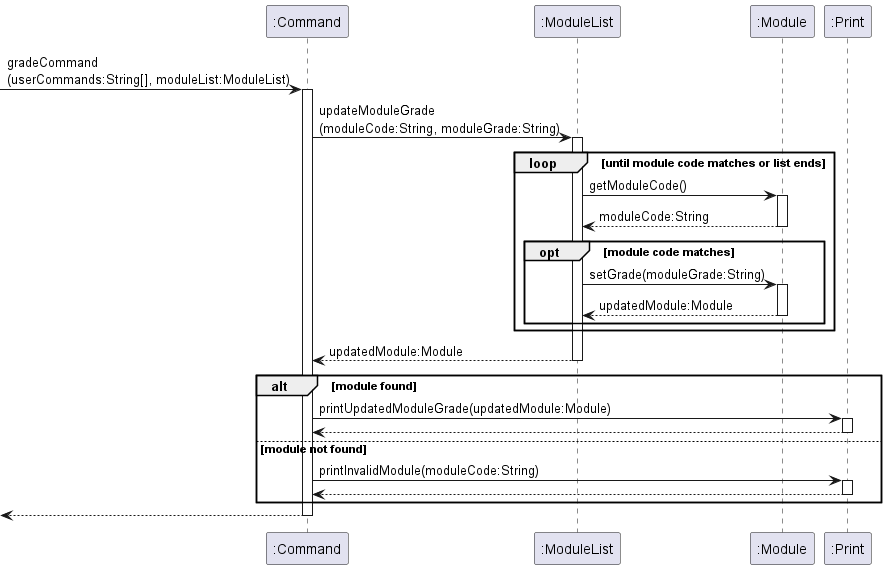 :Command :ModuleList :Module :Print
gradeCommand
(userCommands:String[], moduleList:ModuleList)
updateModuleGrade
(moduleCode:String, moduleGrade:String)
loop [until module code matches or list ends]
getModuleCode()
moduleCode:String
opt [module code matches]
setGrade(moduleGrade:String)
updatedModule:Module
updatedModule:Module
alt [module found]
printUpdatedModuleGrade(updatedModule:Module)
[module not found]
printInvalidModule(moduleCode:String)
:Command :ModuleList :Module :Print